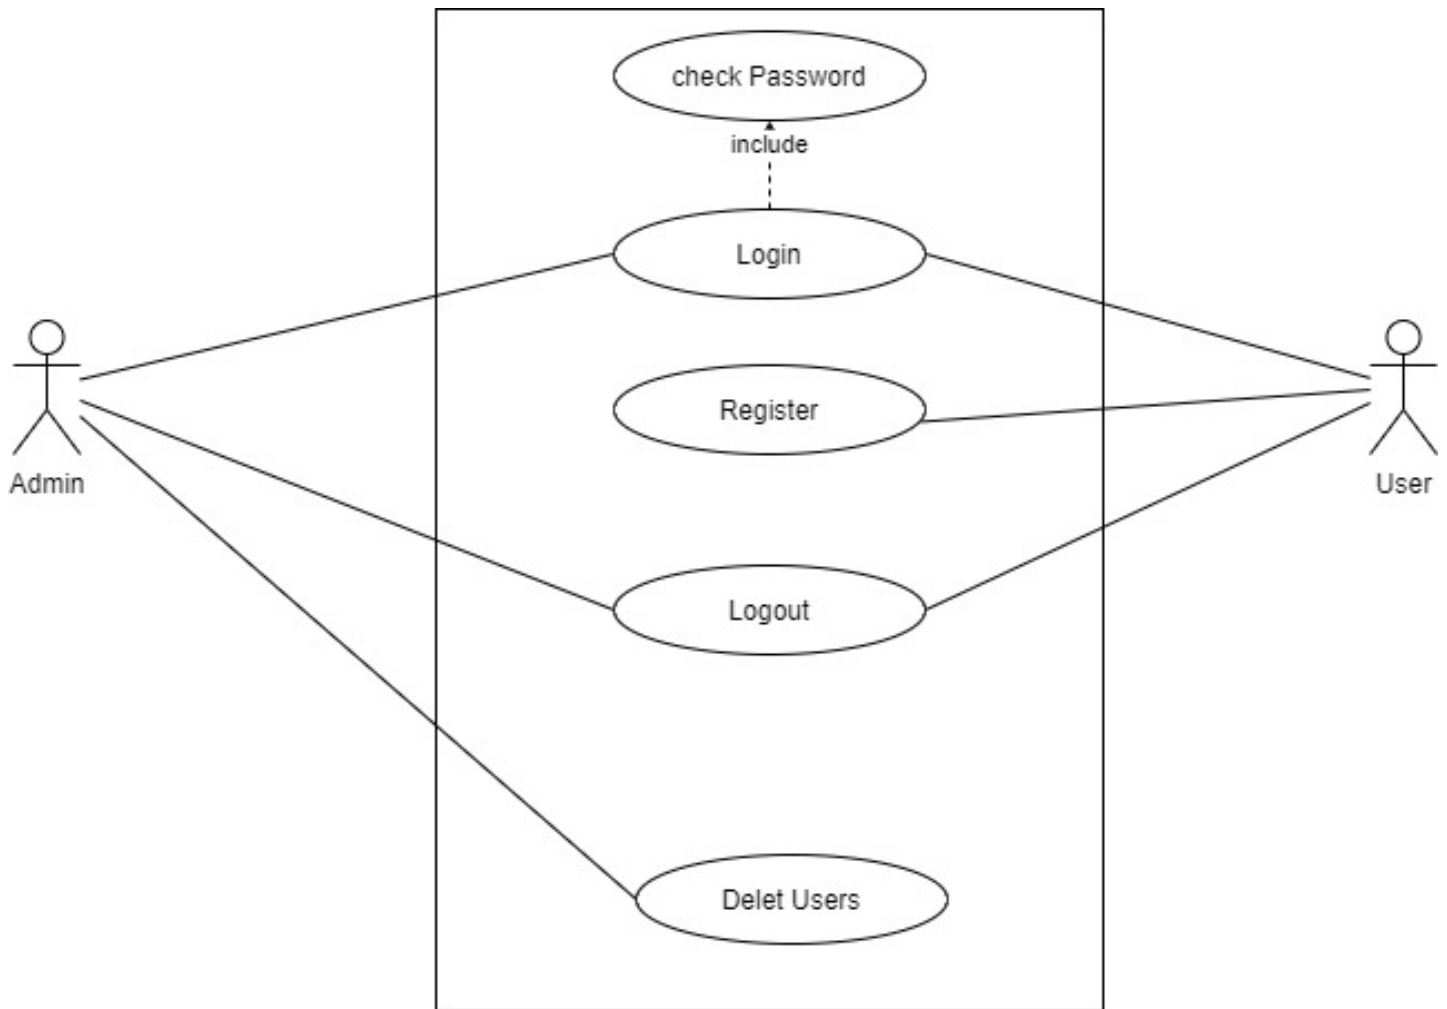 check Password
include
Login
Register
Admin
User
Logout
Delet Users